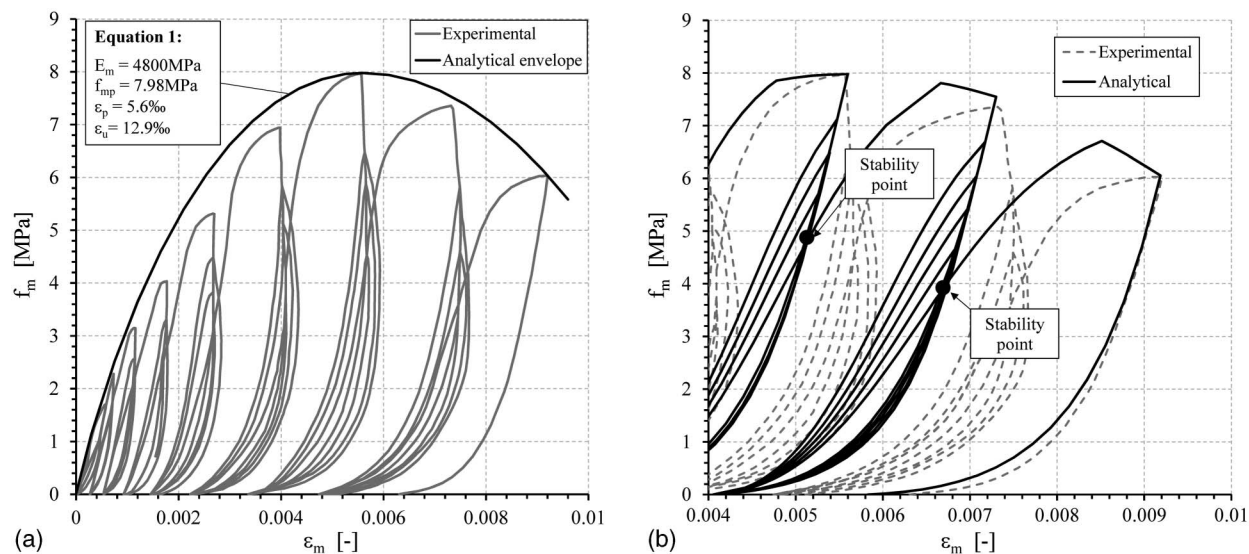 9
8
7
6
5
4
3
2
1
0
f_m [MPa]
Equation 1:
E_m = 4800MPa
f_mp = 7.98MPa
ε_p = 5.6‰
ε_u = 12.9‰
Experimental
Analytical envelope
0 0.002 0.004 0.006 0.008 0.01
ε_m [-]
(a)
9
8
7
6
5
4
3
2
1
0
f_m [MPa]
Experimental
Analytical
Stability
point
Stability
point
0.004 0.005 0.006 0.007 0.008 0.009 0.01
ε_m [-]
(b)